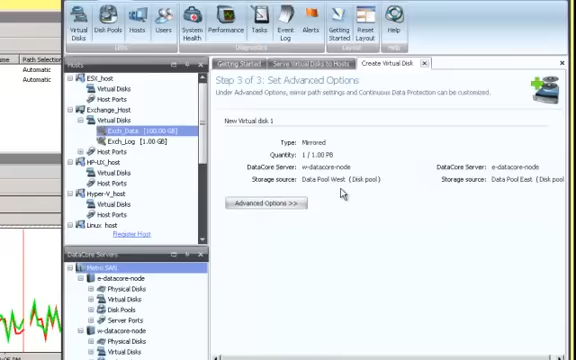 Virtual Disks
Disk Pools
Hosts
Users
System Health
Performance
Tasks
Event Log
Alerts
Getting Started
Reset Layout
Help
Lists
Diagnostics
Layout
Help
Path Selection
Automatic
Automatic
Hosts
ESX_host
Virtual Disks
Host Ports
Exchange_Host
Virtual Disks
Exch_Data [100.00 GB]
Exch_Log [1.00 GB]
Host Ports
HP-UX_host
Virtual Disks
Host Ports
Hyper-V_host
Virtual Disks
Host Ports
Linux host
Register Host
DataCore Servers
Metro SAN
e-datacore-node
Physical Disks
Virtual Disks
Disk Pools
Server Ports
w-datacore-node
Physical Disks
Virtual Disks
Getting Started
Serve Virtual Disks to Hosts
Create Virtual Disk
Step 3 of 3: Set Advanced Options
Under Advanced Options, mirror path settings and Continuous Data Protection can be customized.
New Virtual disk 1
Type: Mirrored
Quantity: 1 / 1.00 PB
DataCore Server: w-datacore-node DataCore Server: e-datacore-node
Storage source: Data Pool West (Disk pool) Storage source: Data Pool East (Disk pool
Advanced Options >>